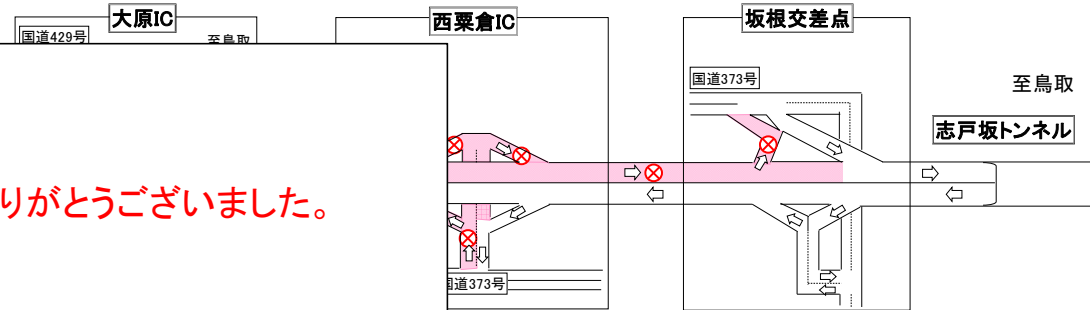 大原IC
西粟倉IC
坂根交差点
国道429号
至鳥取
国道373号
至鳥取
志戸坂トンネル
りがとうございました。
国道373号